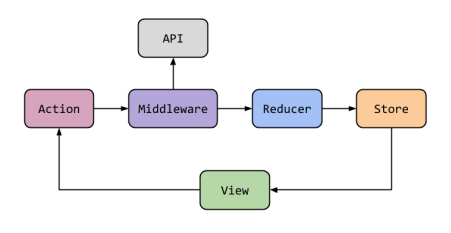 API
Action
Middleware
Reducer
Store
View